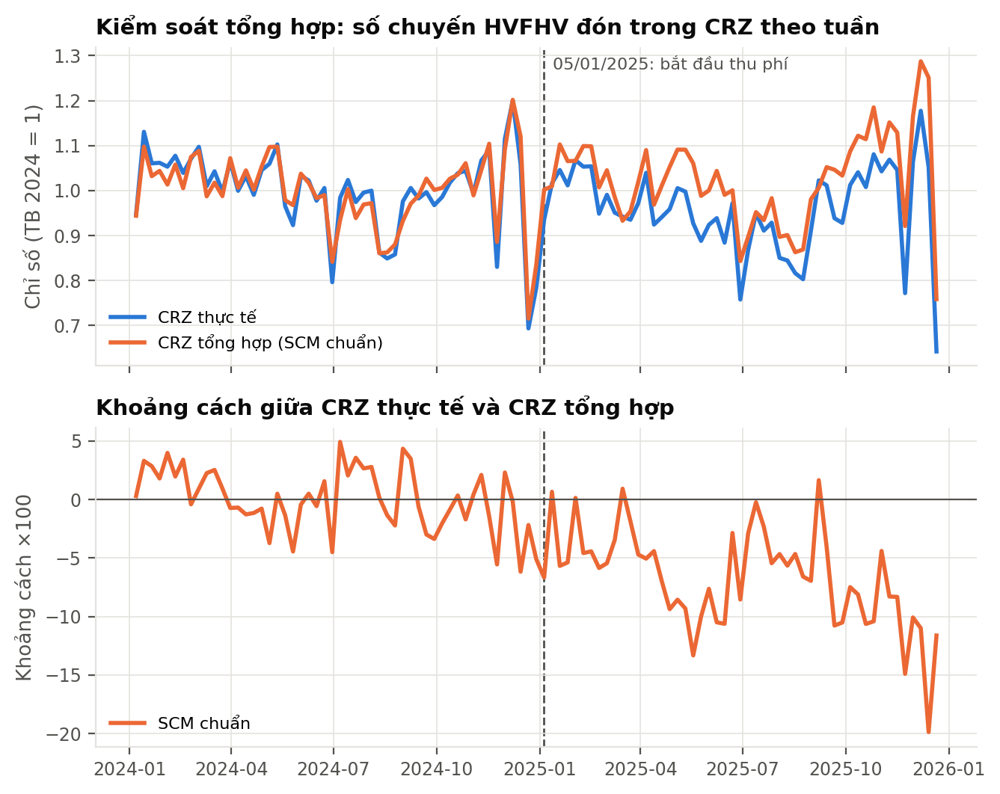 Kiểm soát tổng hợp: số chuyến HVFHV đón trong CRZ theo tuần
Chỉ số (TB 2024 = 1)
1.3
1.2
1.1
1.0
0.9
0.8
0.7
05/01/2025: bắt đầu thu phí
CRZ thực tế
CRZ tổng hợp (SCM chuẩn)
Khoảng cách giữa CRZ thực tế và CRZ tổng hợp
Khoảng cách ×100
5
0
−5
−10
−15
−20
SCM chuẩn
2024-01 2024-04 2024-07 2024-10 2025-01 2025-04 2025-07 2025-10 2026-01